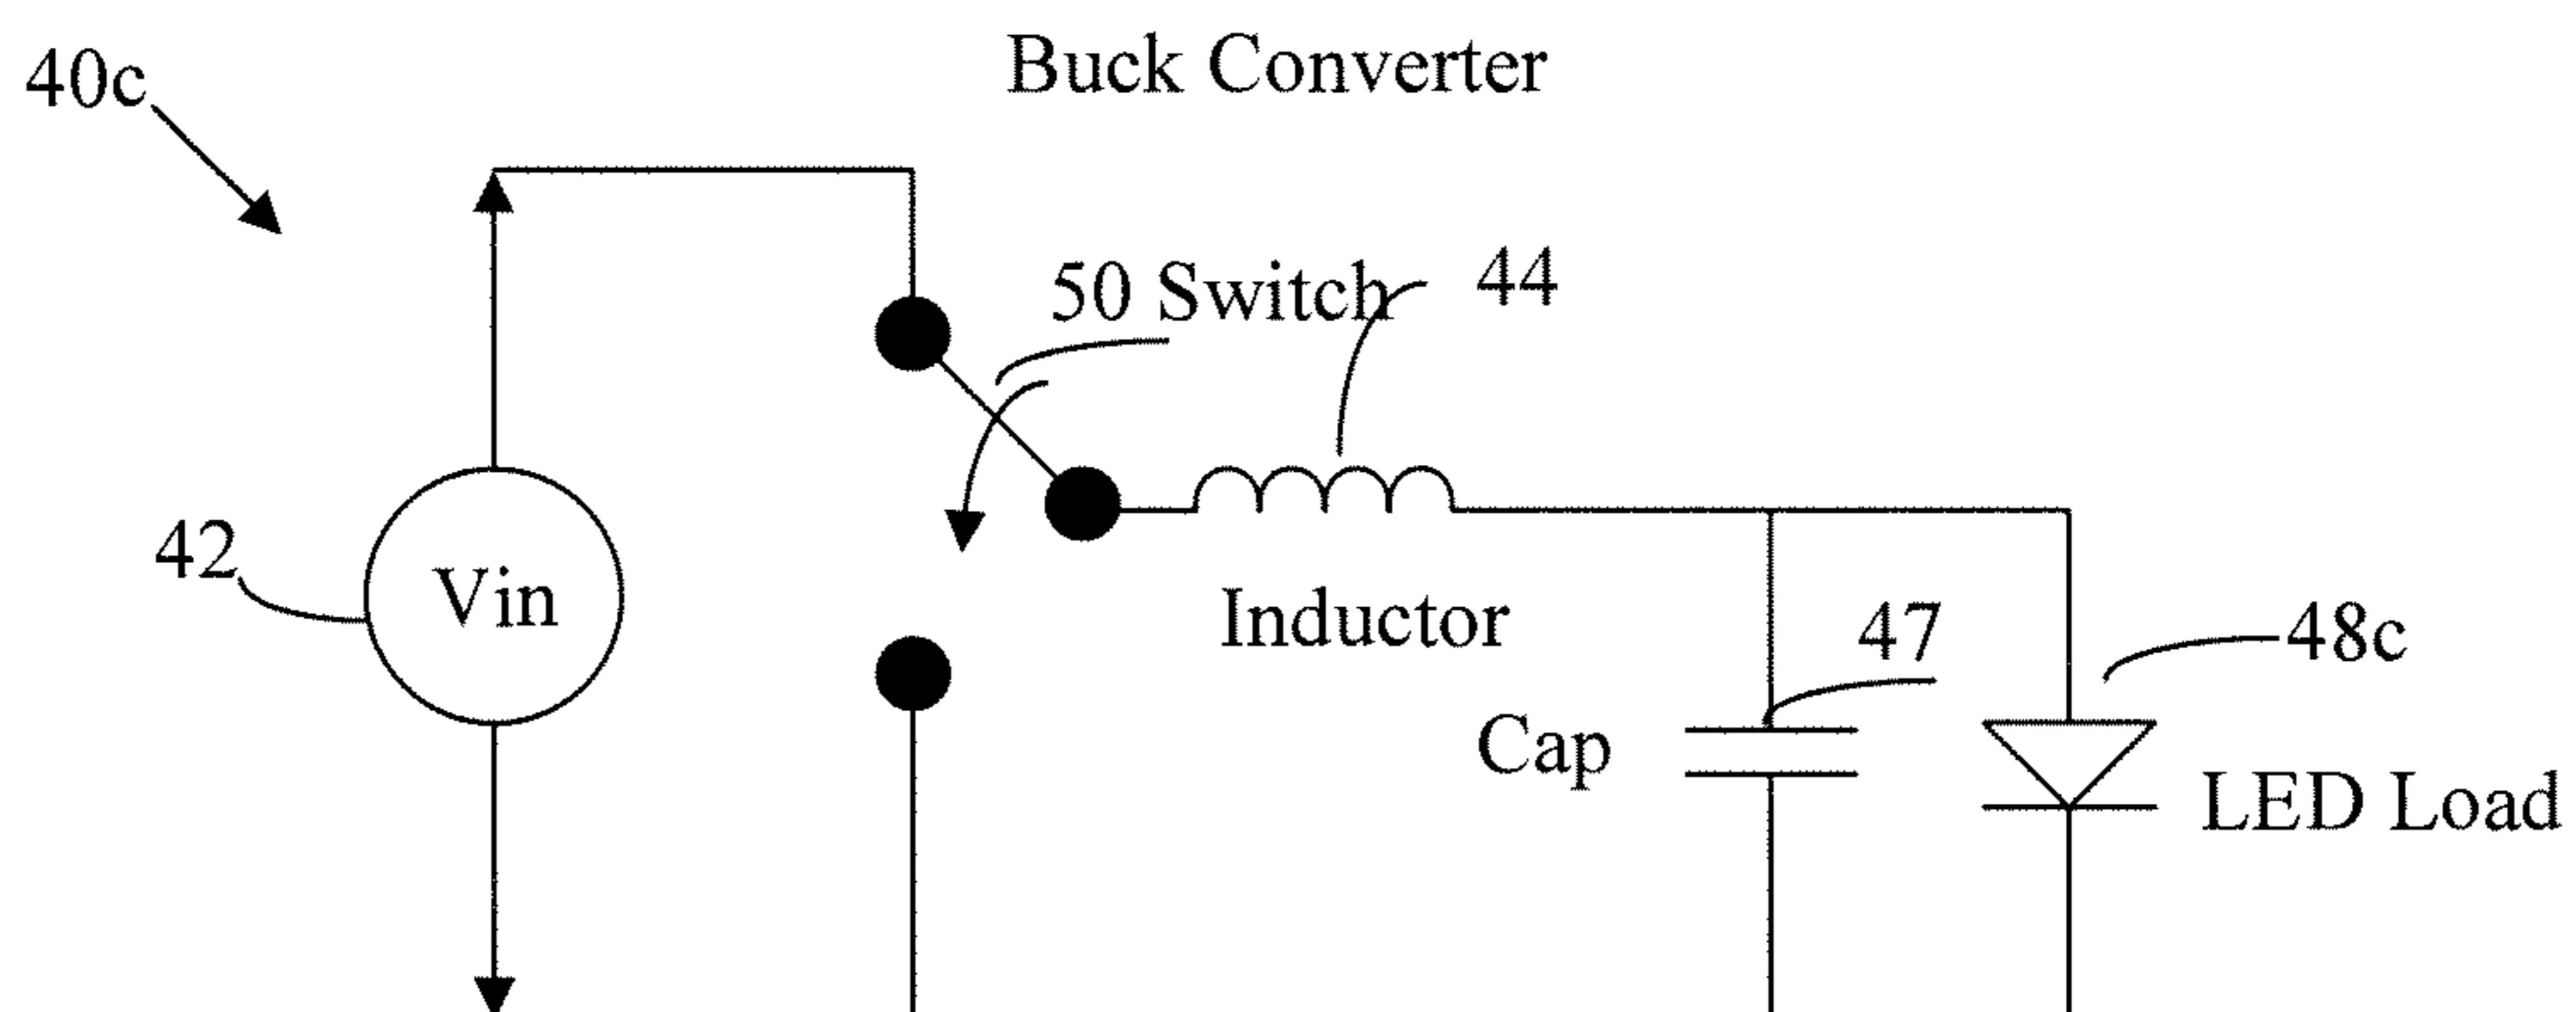 Buck Converter
40c
50 Switch
44
42
Vin
Inductor
47
48c
Cap
LED Load